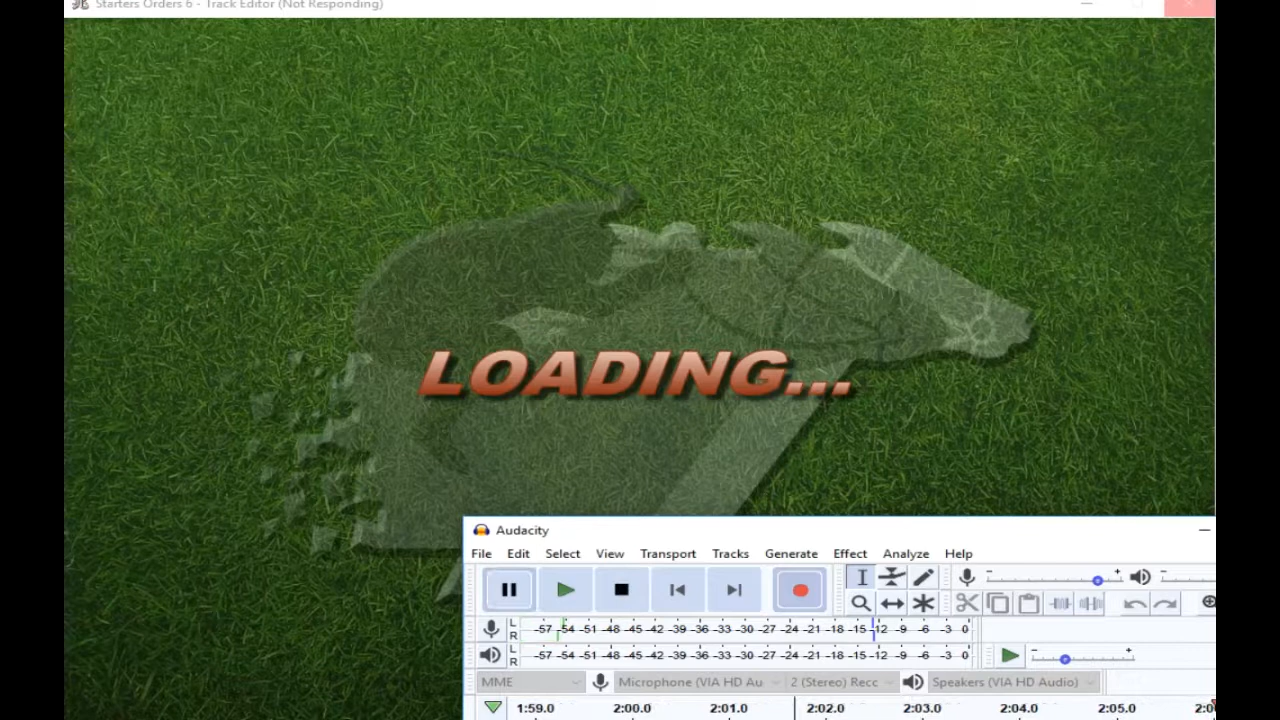 Starters Orders 6 - Track Editor (Not Responding)
LOADING...
Audacity
File Edit Select View Transport Tracks Generate Effect Analyze Help
L
R
-57 -54 -51 -48 -45 -42 -39 -36 -33 -30 -27 -24 -21 -18 -15 -12 -9 -6 -3 0
L
R
-57 -54 -51 -48 -45 -42 -39 -36 -33 -30 -27 -24 -21 -18 -15 -12 -9 -6 -3 0
MME Microphone (VIA HD Au 2 (Stereo) Recc Speakers (VIA HD Audio)
1:59.0 2:00.0 2:01.0 2:02.0 2:03.0 2:04.0 2:05.0